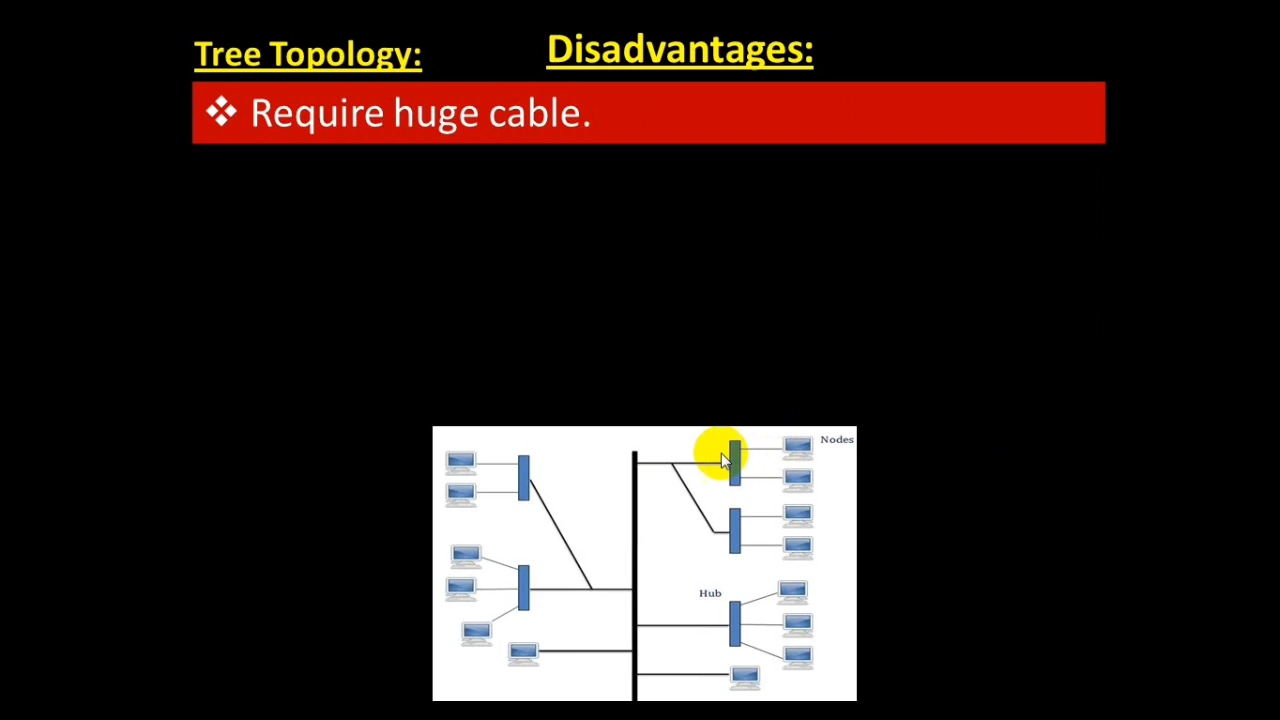 Tree Topology:
Disadvantages:
❖ Require huge cable.
Nodes
Hub